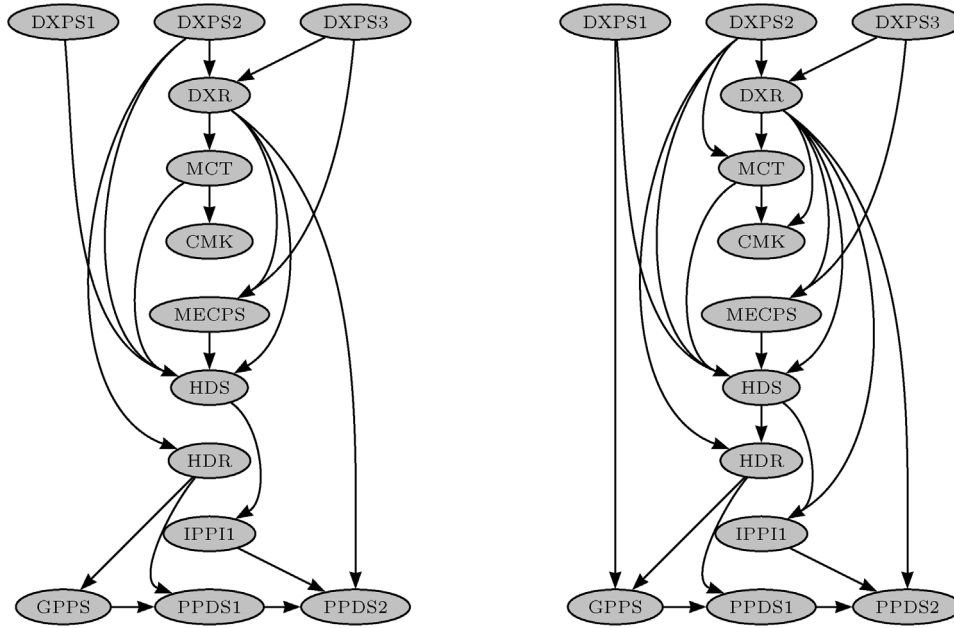 DXPS1 DXPS2 DXPS3
DXR
MCT
CMK
MECPS
HDS
HDR
IPPI1
GPPS PPDS1 PPDS2
DXPS1 DXPS2 DXPS3
DXR
MCT
CMK
MECPS
HDS
HDR
IPPI1
GPPS PPDS1 PPDS2